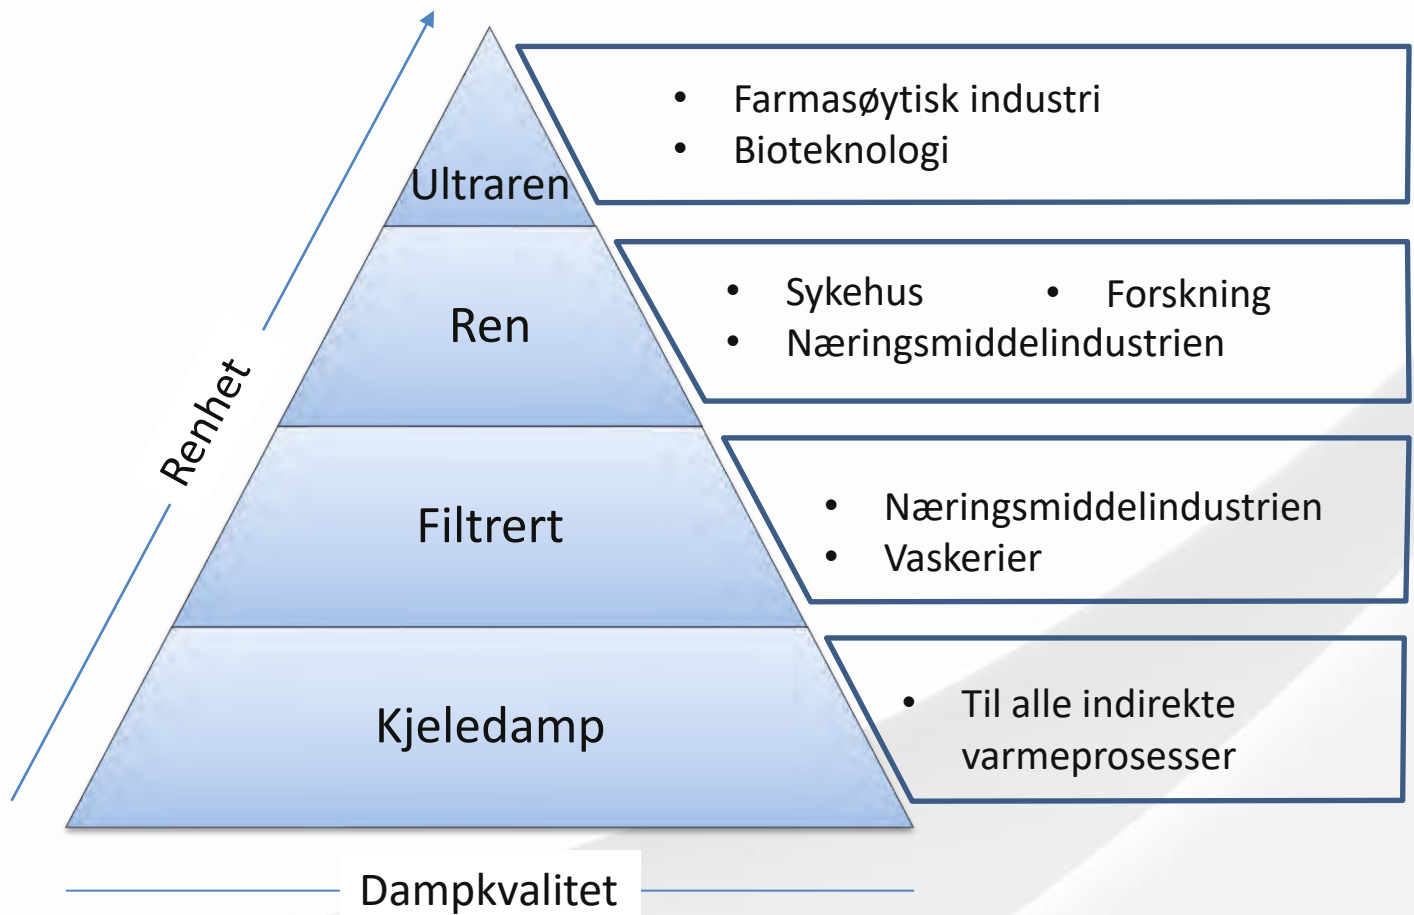 • Farmasøytisk industri
• Bioteknologi
Ultraren
• Sykehus • Forskning
• Næringsmiddelindustrien
Ren
Renhet
• Næringsmiddelindustrien
• Vaskerier
Filtrert
• Til alle indirekte
varmeprosesser
Kjeledamp
Dampkvalitet